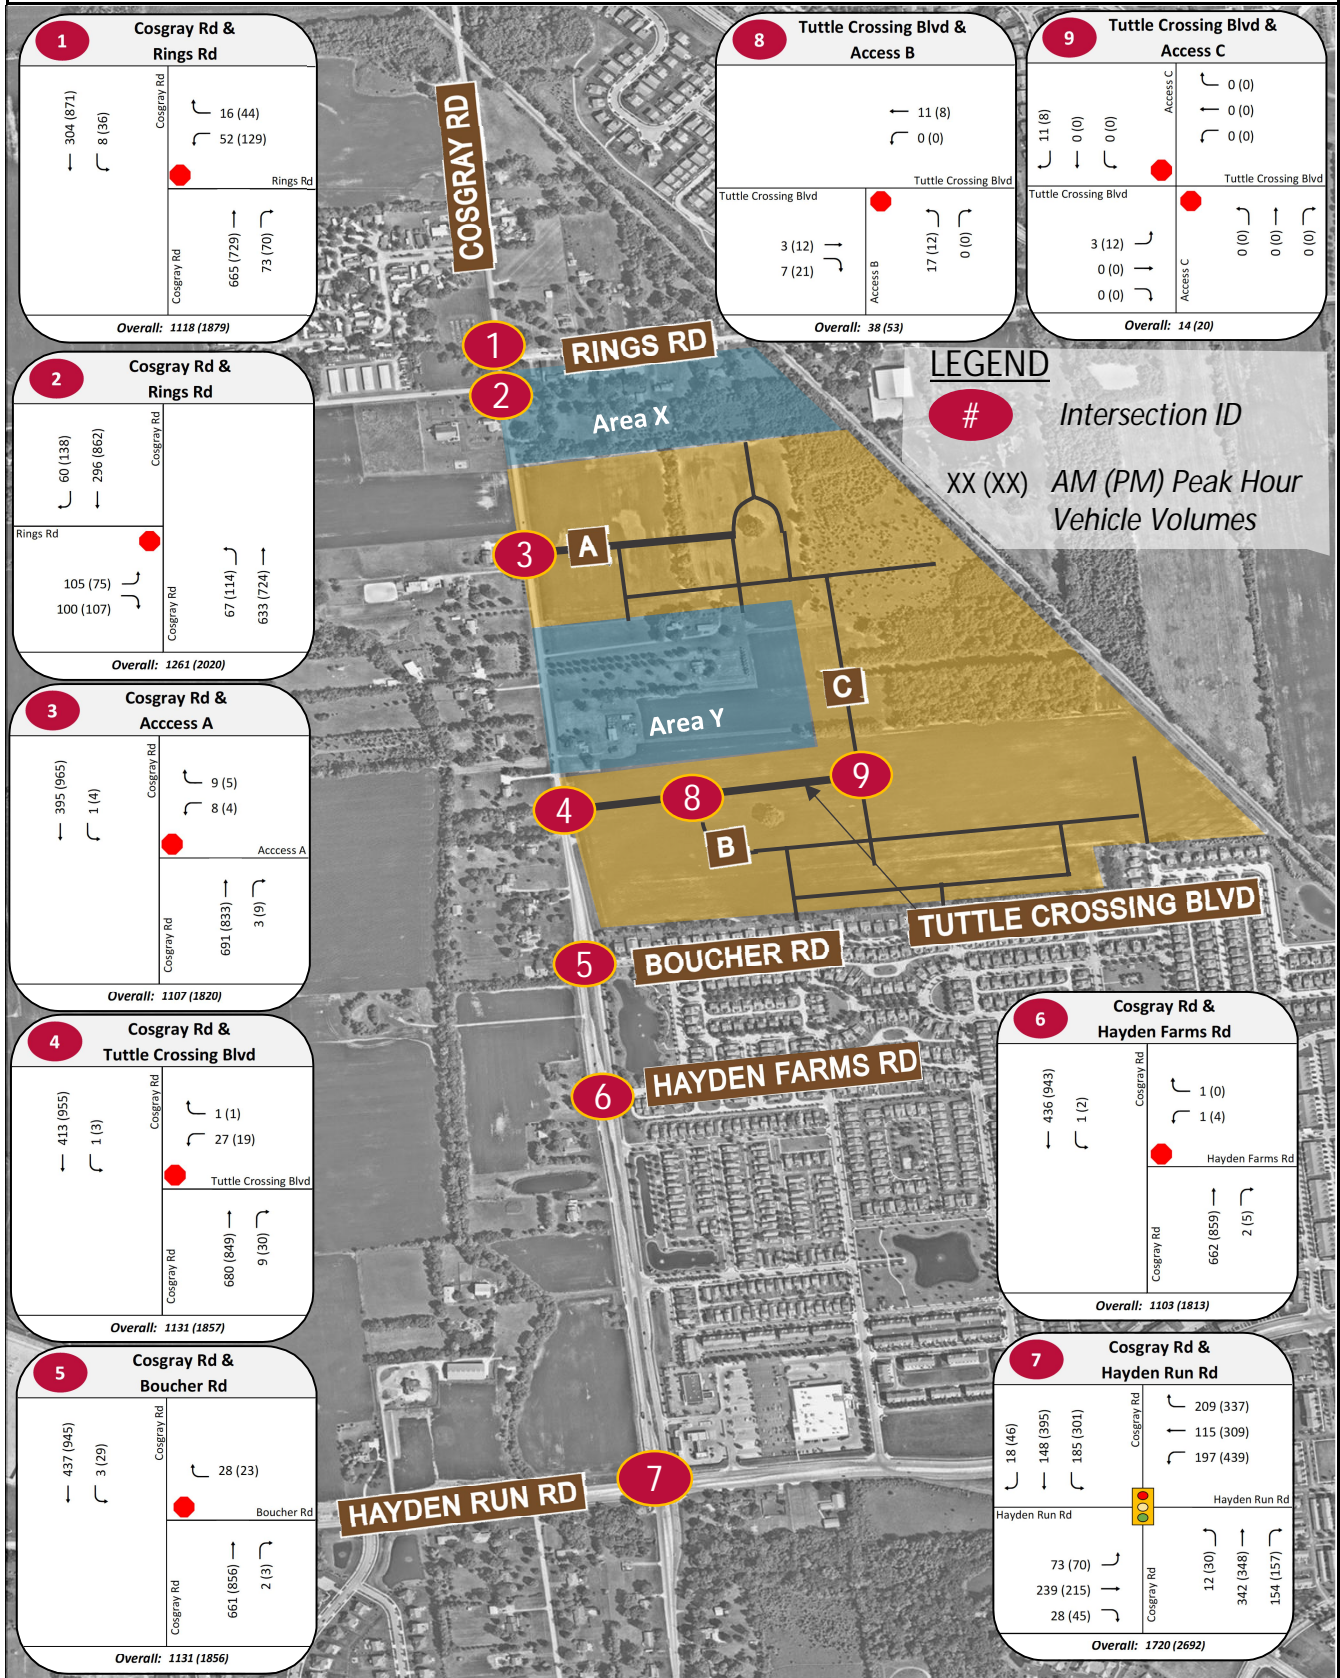 1
Cosgray Rd &
Rings Rd
Cosgray Rd
304 (871)
8 (36)
16 (44)
52 (129)
Rings Rd
Cosgray Rd
665 (729)
73 (70)
Overall: 1118 (1879)
8
Tuttle Crossing Blvd &
Access B
11 (8)
0 (0)
Tuttle Crossing Blvd
Tuttle Crossing Blvd
3 (12)
7 (21)
Access B
17 (12)
0 (0)
Overall: 38 (53)
9
Tuttle Crossing Blvd &
Access C
11 (8)
0 (0)
0 (0)
Access C
0 (0)
0 (0)
0 (0)
Tuttle Crossing Blvd
Tuttle Crossing Blvd
3 (12)
0 (0)
0 (0)
Access C
0 (0)
0 (0)
0 (0)
Overall: 14 (20)
LEGEND
# Intersection ID
XX (XX) AM (PM) Peak Hour
Vehicle Volumes
2
Cosgray Rd &
Rings Rd
60 (138)
296 (862)
Cosgray Rd
Rings Rd
105 (75)
100 (107)
Cosgray Rd
67 (114)
633 (724)
Overall: 1261 (2020)
3
Cosgray Rd &
Acccess A
395 (965)
1 (4)
Cosgray Rd
9 (5)
8 (4)
Acccess A
Cosgray Rd
691 (833)
3 (9)
Overall: 1107 (1820)
4
Cosgray Rd &
Tuttle Crossing Blvd
413 (955)
1 (3)
Cosgray Rd
1 (1)
27 (19)
Tuttle Crossing Blvd
Cosgray Rd
680 (849)
9 (30)
Overall: 1131 (1857)
5
Cosgray Rd &
Boucher Rd
437 (945)
3 (29)
Cosgray Rd
28 (23)
Boucher Rd
Cosgray Rd
661 (856)
2 (3)
Overall: 1131 (1856)
6
Cosgray Rd &
Hayden Farms Rd
436 (943)
1 (2)
Cosgray Rd
1 (0)
1 (4)
Hayden Farms Rd
Cosgray Rd
662 (859)
2 (5)
Overall: 1103 (1813)
7
Cosgray Rd &
Hayden Run Rd
18 (46)
148 (395)
185 (301)
Cosgray Rd
209 (337)
115 (309)
197 (439)
Hayden Run Rd
Hayden Run Rd
73 (70)
239 (215)
28 (45)
Cosgray Rd
12 (30)
342 (348)
154 (157)
Overall: 1720 (2692)
COSGRAY RD
1
RINGS RD
2
Area X
3
A
C
Area Y
4
8
9
B
TUTTLE CROSSING BLVD
5
BOUCHER RD
6
HAYDEN FARMS RD
7
HAYDEN RUN RD